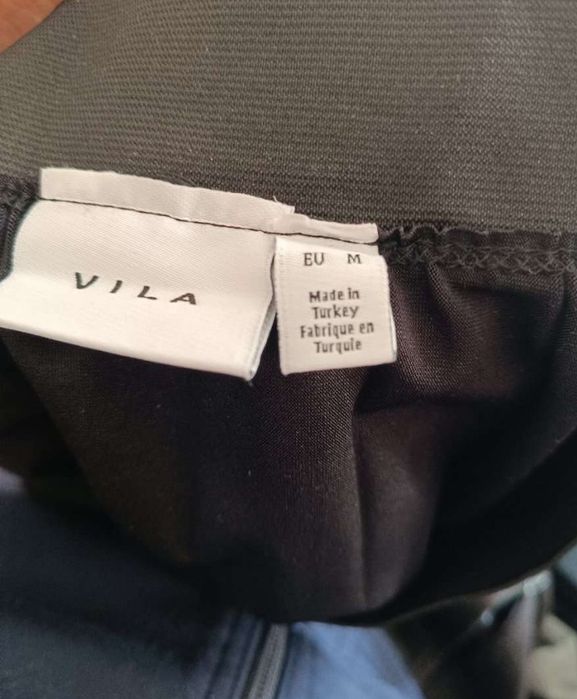 VILA
EU M
Made in
Turkey
Fabrique en
Turquie